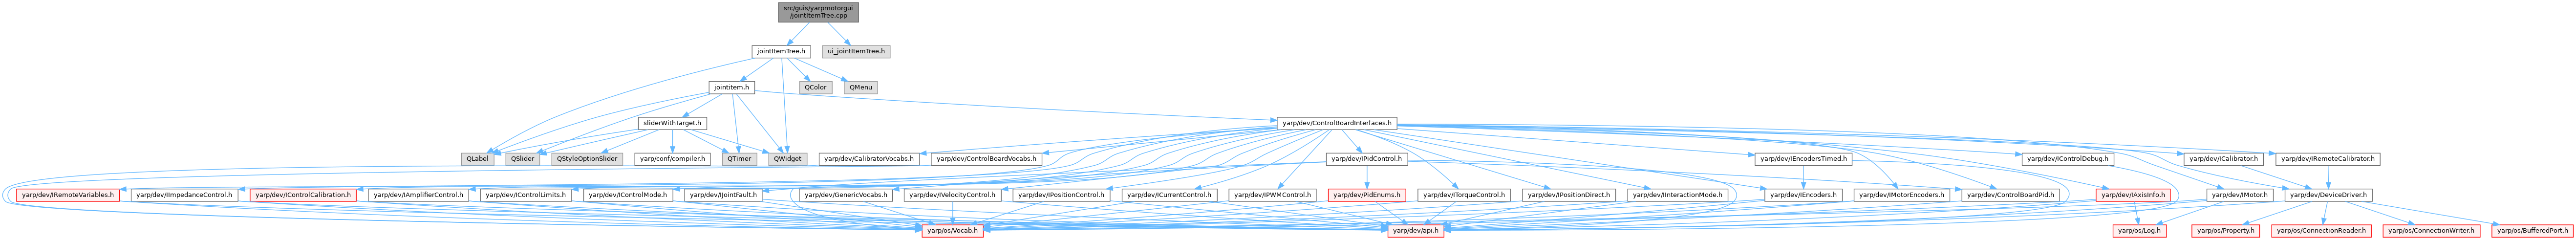 src/guis/yarpmotorgui
/jointItemTree.cpp
jointItemTree.h
ui_jointItemTree.h
jointitem.h
QColor
QMenu
sliderWithTarget.h
yarp/dev/ControlBoardInterfaces.h
QLabel
QSlider
QStyleOptionSlider
yarp/conf/compiler.h
QTimer
QWidget
yarp/dev/CalibratorVocabs.h
yarp/dev/ControlBoardVocabs.h
yarp/dev/IPidControl.h
yarp/dev/IEncodersTimed.h
yarp/dev/IControlDebug.h
yarp/dev/ICalibrator.h
yarp/dev/IRemoteCalibrator.h
yarp/dev/IRemoteVariables.h
yarp/dev/IImpedanceControl.h
yarp/dev/IControlCalibration.h
yarp/dev/IAmplifierControl.h
yarp/dev/IControlLimits.h
yarp/dev/IControlMode.h
yarp/dev/IJointFault.h
yarp/dev/GenericVocabs.h
yarp/dev/IVelocityControl.h
yarp/dev/IPositionControl.h
yarp/dev/ICurrentControl.h
yarp/dev/IPWMControl.h
yarp/dev/PidEnums.h
yarp/dev/ITorqueControl.h
yarp/dev/IPositionDirect.h
yarp/dev/IInteractionMode.h
yarp/dev/IEncoders.h
yarp/dev/IMotorEncoders.h
yarp/dev/ControlBoardPid.h
yarp/dev/IAxisInfo.h
yarp/dev/IMotor.h
yarp/dev/DeviceDriver.h
yarp/os/Vocab.h
yarp/dev/api.h
yarp/os/Log.h
yarp/os/Property.h
yarp/os/ConnectionReader.h
yarp/os/ConnectionWriter.h
yarp/os/BufferedPort.h